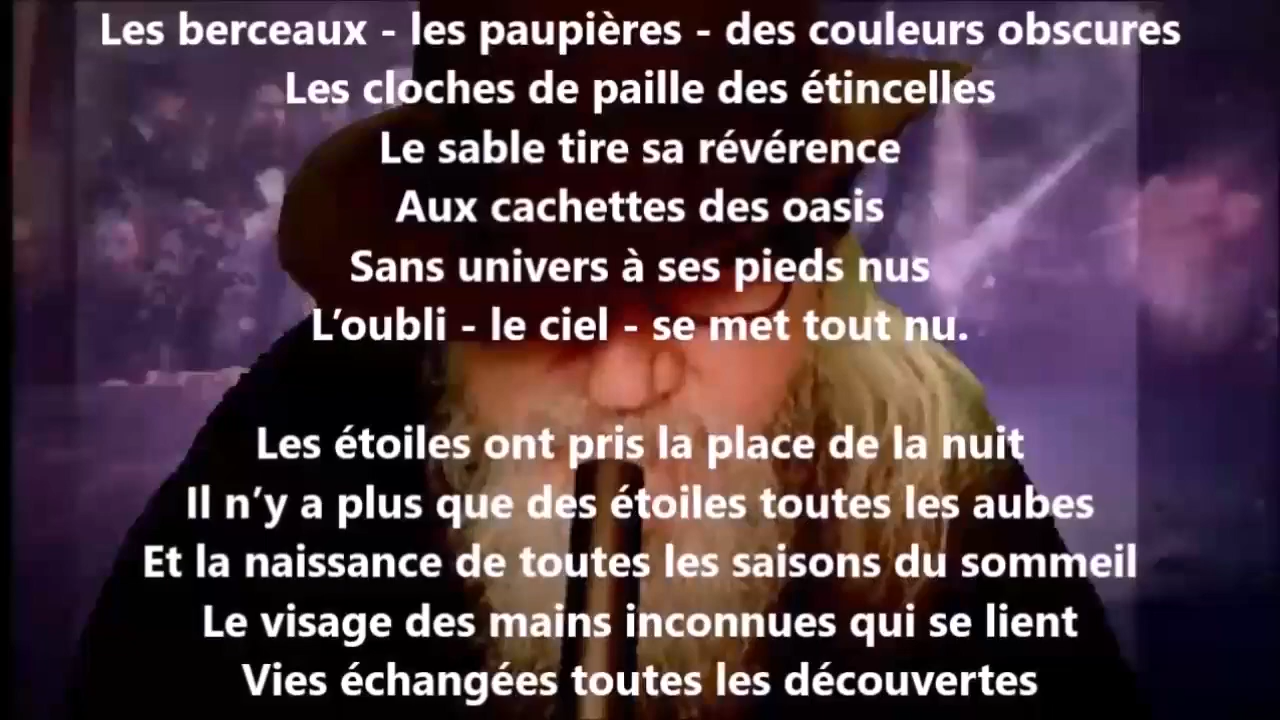 Les berceaux - les paupières - des couleurs obscures
Les cloches de paille des étincelles
Le sable tire sa révérence
Aux cachettes des oasis
Sans univers à ses pieds nus
L’oubli - le ciel - se met tout nu.
Les étoiles ont pris la place de la nuit
Il n’y a plus que des étoiles toutes les aubes
Et la naissance de toutes les saisons du sommeil
Le visage des mains inconnues qui se lient
Vies échangées toutes les découvertes